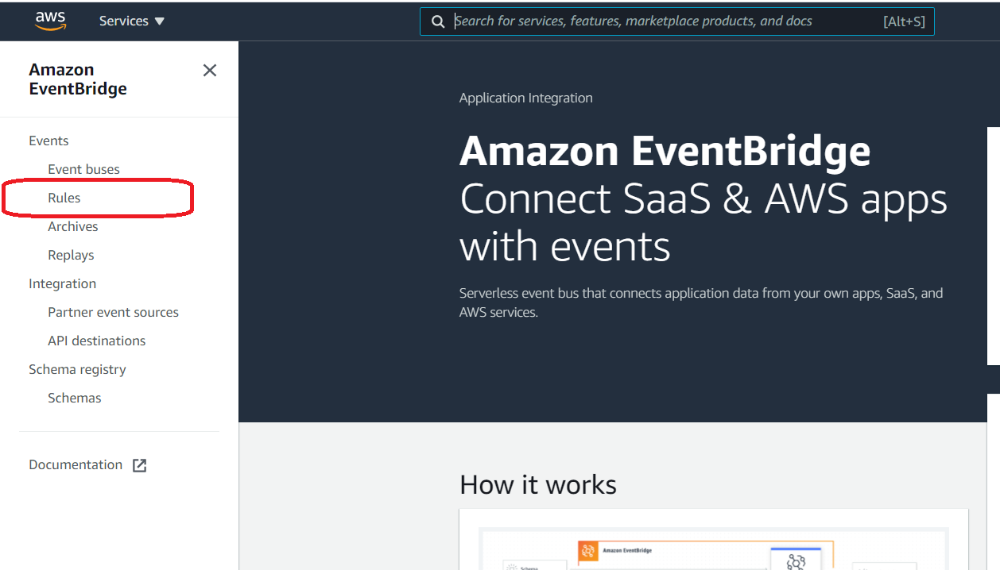 aws
Services
Search for services, features, marketplace products, and docs
[Alt+S]
Amazon
EventBridge
Events
Event buses
Rules
Archives
Replays
Integration
Partner event sources
API destinations
Schema registry
Schemas
Documentation
Application Integration
Amazon EventBridge
Connect SaaS & AWS apps
with events
Serverless event bus that connects application data from your own apps, SaaS, and
AWS services.
How it works
Amazon EventBridge
Schema